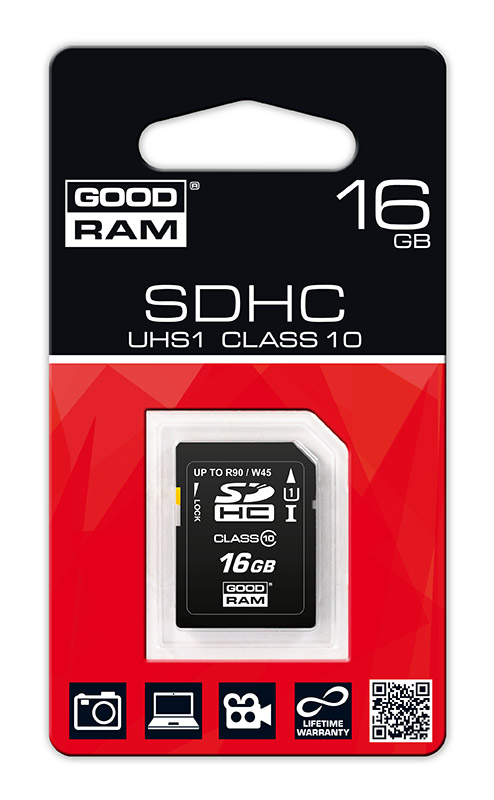 GOOD
RAM
®
16
GB
SDHC
UHS1 CLASS 10
UP TO R90 / W45
LOCK
SD
HC
1
I
CLASS 10
16GB
GOOD
RAM
®
LIFETIME
WARRANTY